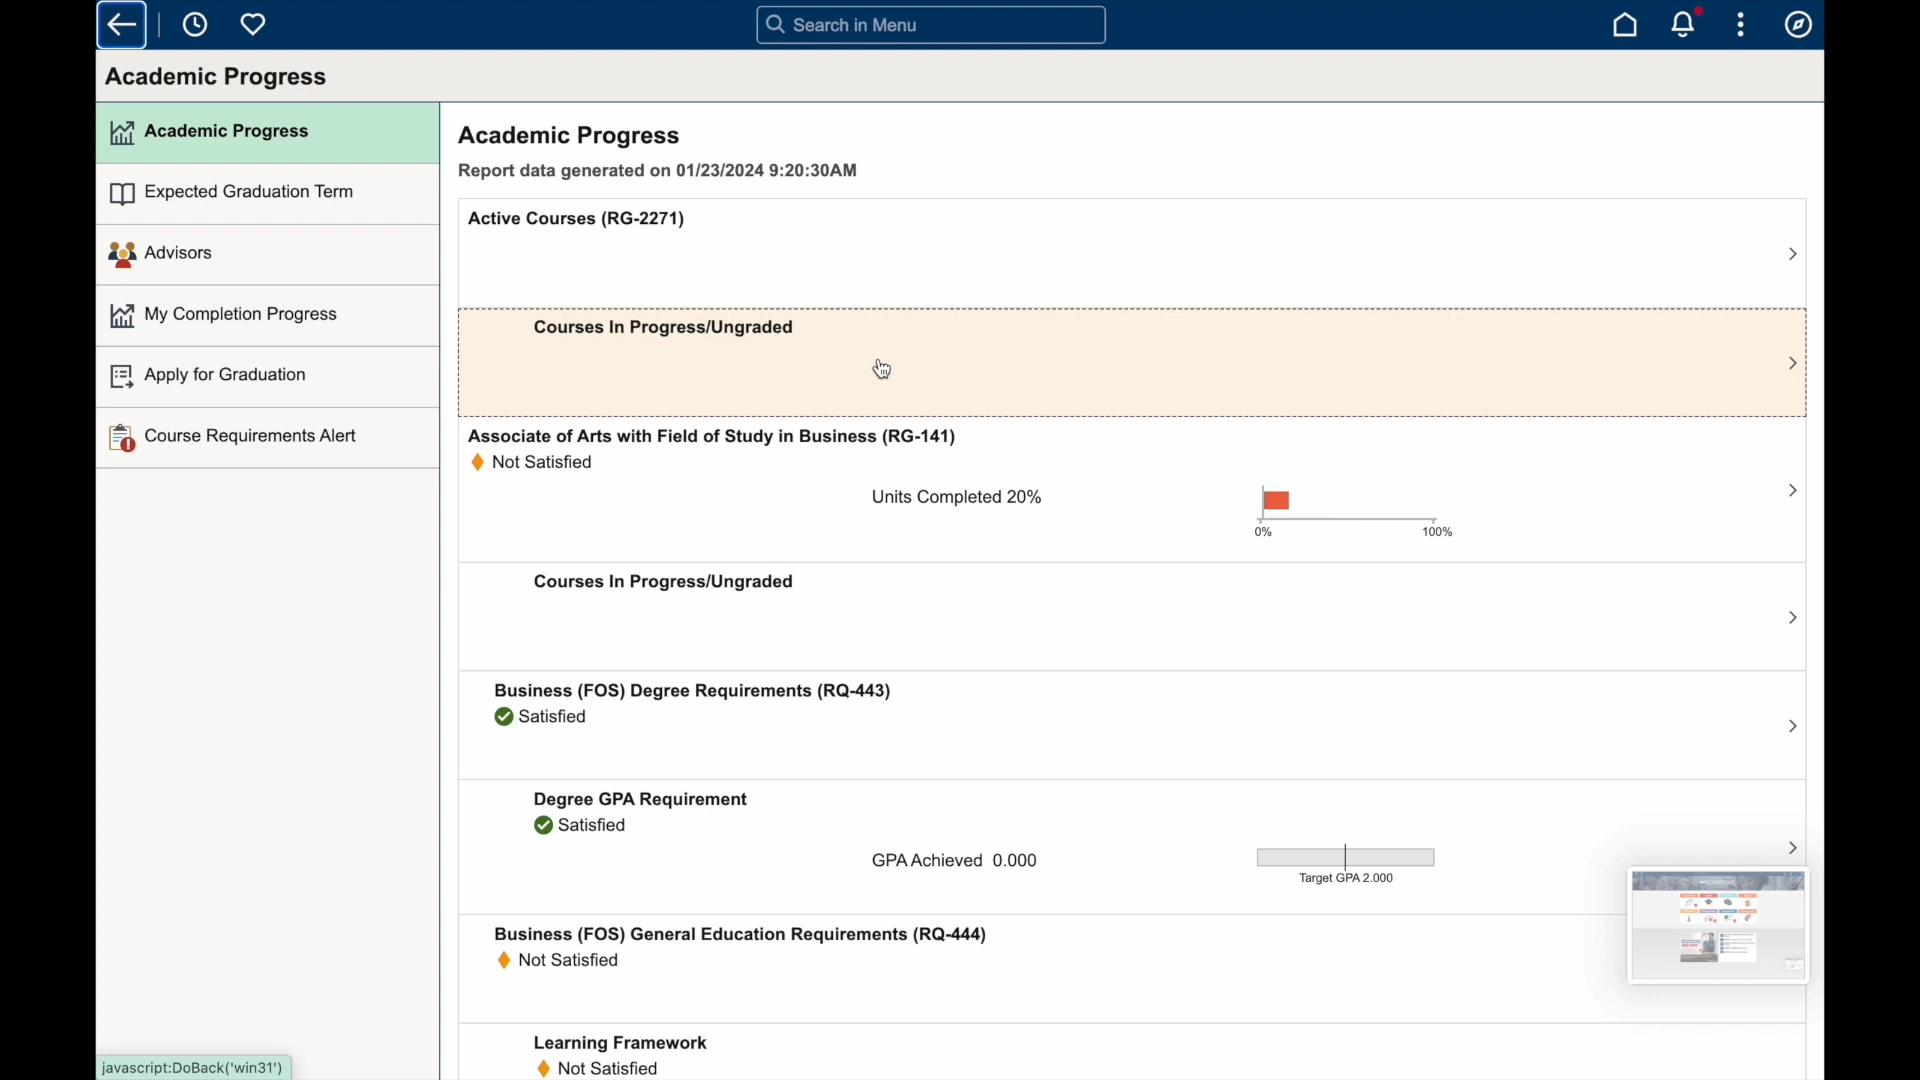 Search in Menu
Academic Progress
Academic Progress
Expected Graduation Term
Advisors
My Completion Progress
Apply for Graduation
Course Requirements Alert
Academic Progress
Report data generated on 01/23/2024 9:20:30AM
Active Courses (RG-2271)
Courses In Progress/Ungraded
Associate of Arts with Field of Study in Business (RG-141)
Not Satisfied
Units Completed 20%
0% 100%
Courses In Progress/Ungraded
Business (FOS) Degree Requirements (RQ-443)
Satisfied
Degree GPA Requirement
Satisfied
GPA Achieved 0.000
Target GPA 2.000
Business (FOS) General Education Requirements (RQ-444)
Not Satisfied
Learning Framework
Not Satisfied
javascript:DoBack('win31')